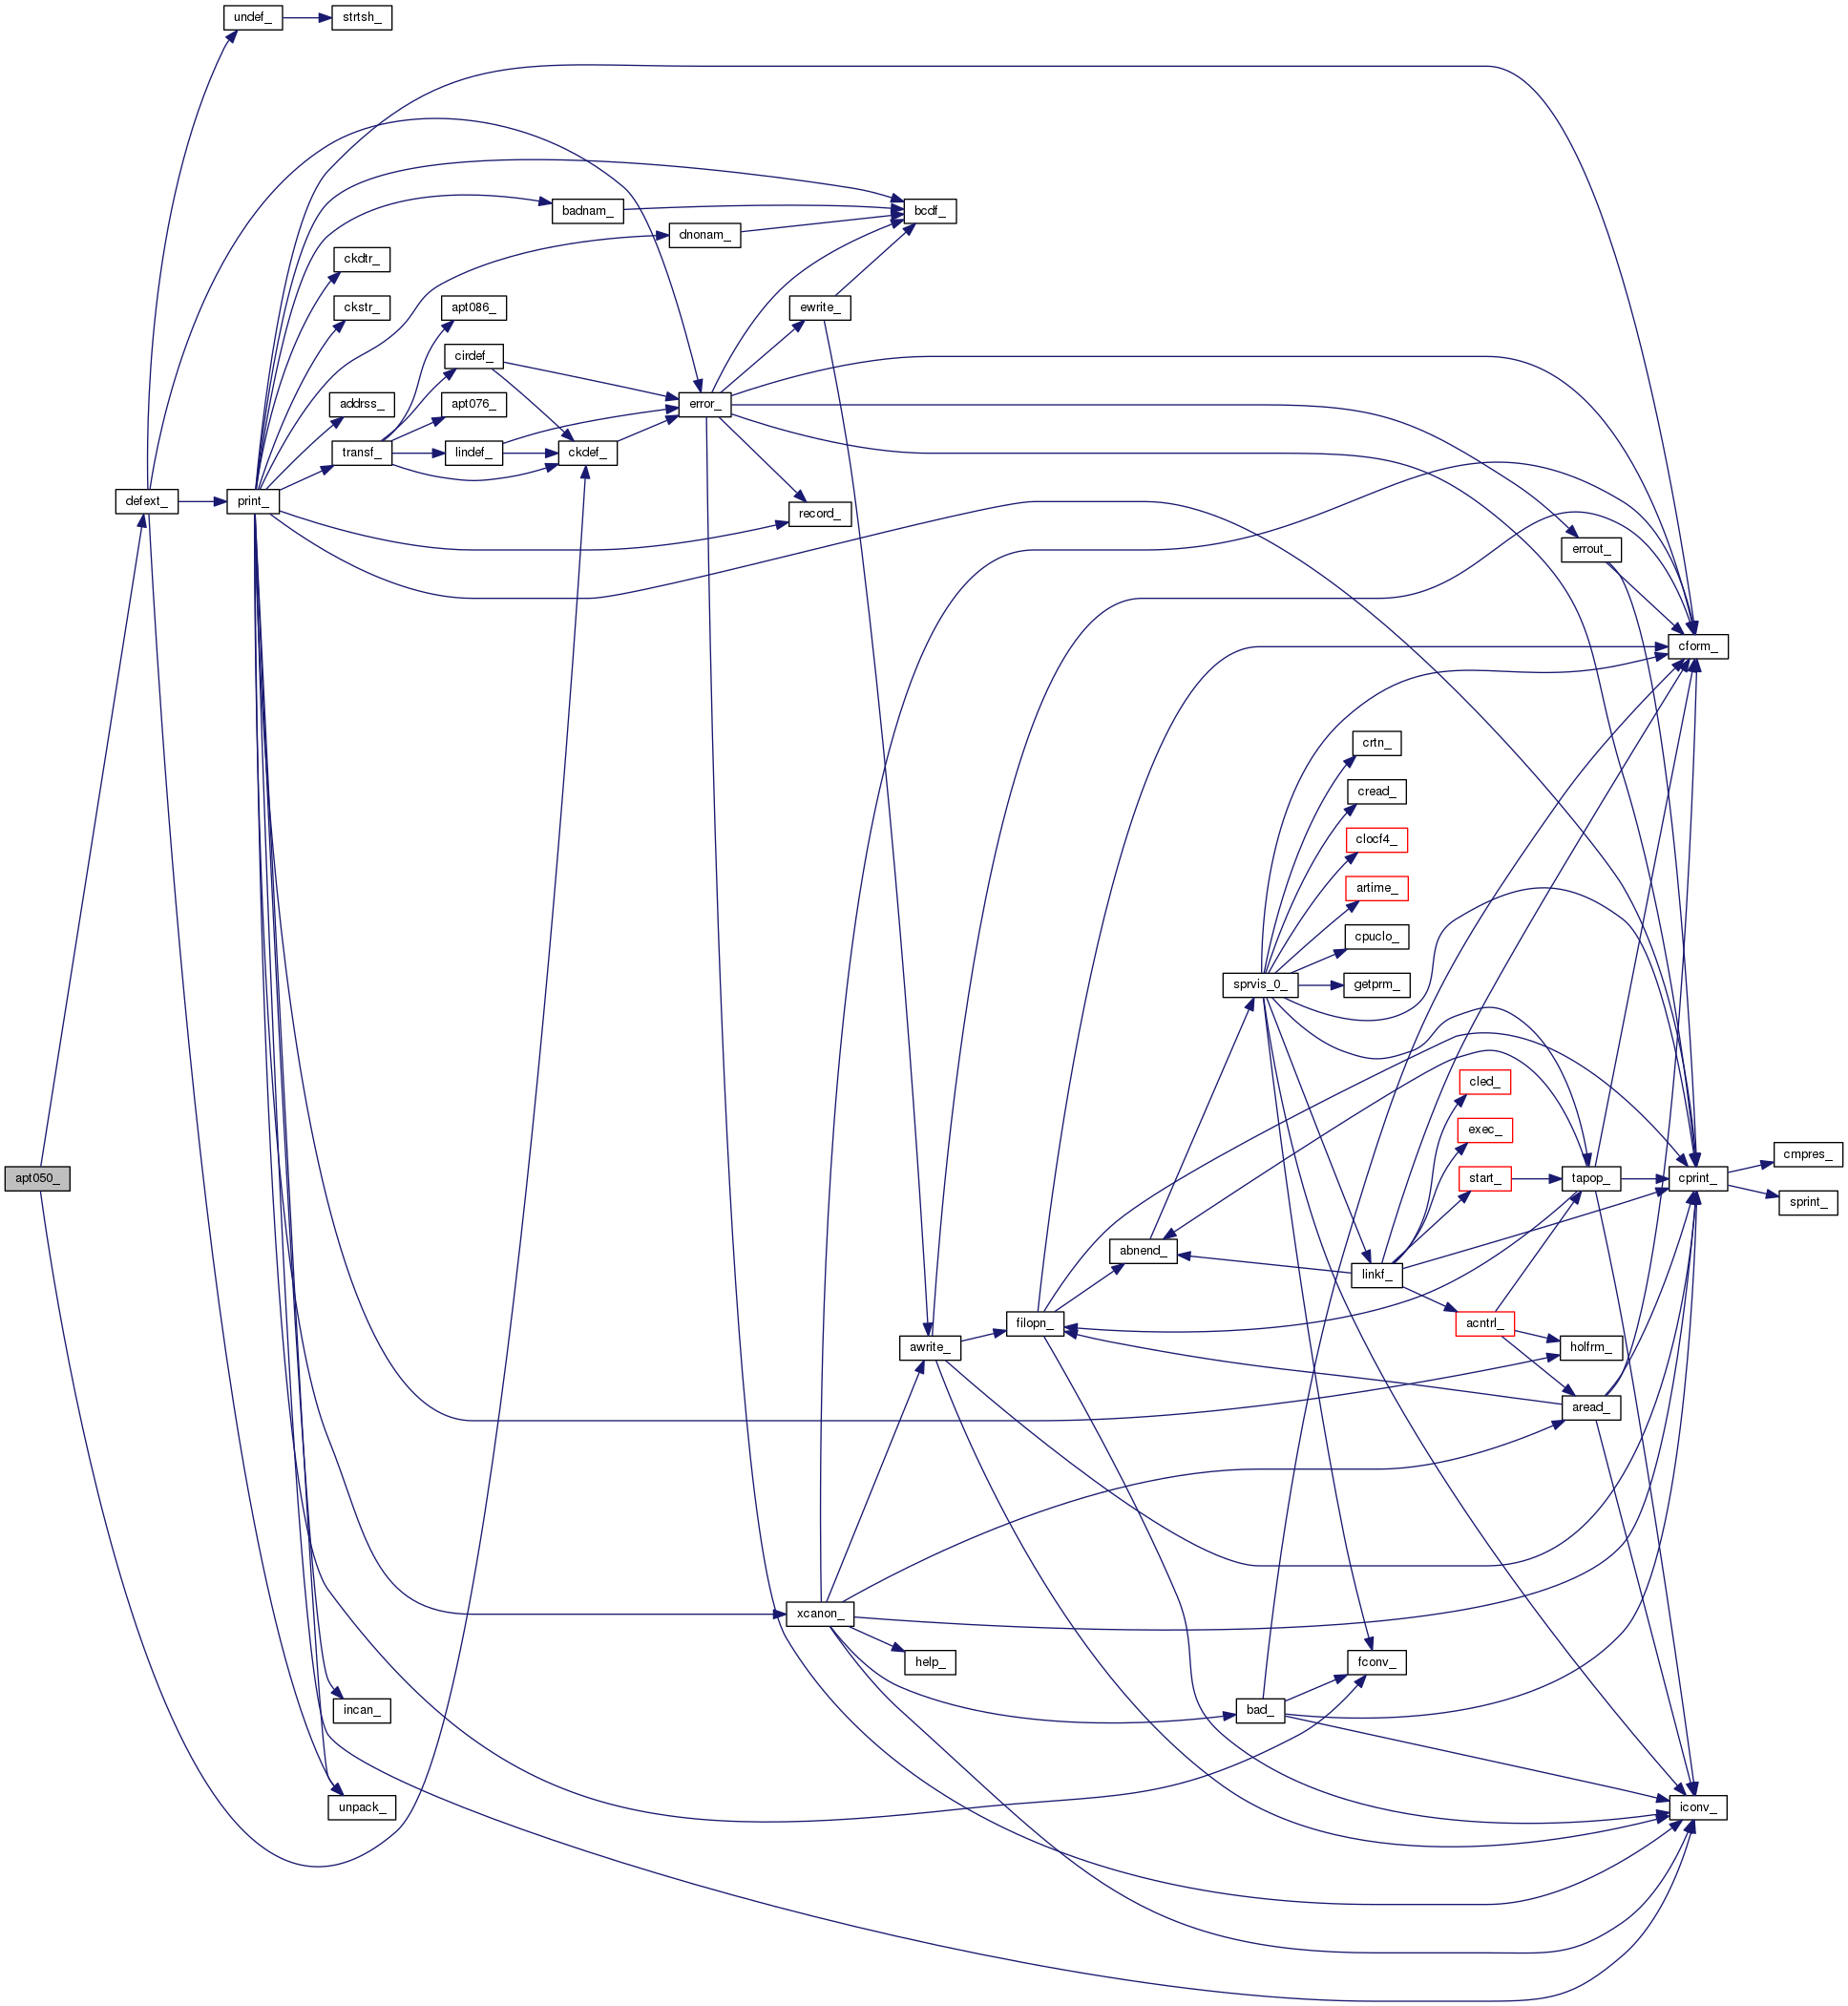 undef_
strtsh_
badnam_
bcdf_
dnonam_
ckdtr_
ckstr_
apt086_
ewrite_
cirdef_
addrss_
apt076_
error_
transf_
lindef_
ckdef_
defext_
print_
record_
errout_
cform_
crtn_
cread_
clocf4_
artime_
cpuclo_
sprvis_0_
getprm_
cled_
exec_
cmpres_
apt050_
start_
tapop_
cprint_
sprint_
abnend_
linkf_
filopn_
acntrl_
awrite_
holfrm_
aread_
xcanon_
help_
fconv_
incan_
bad_
unpack_
iconv_